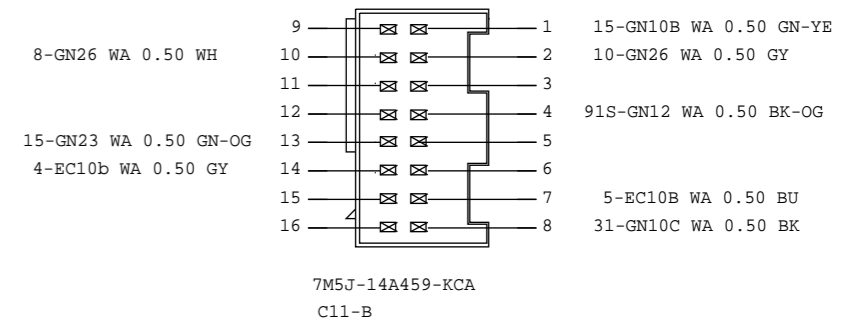 9 1 15-GN10B WA 0.50 GN-YE
8-GN26 WA 0.50 WH 10 2 10-GN26 WA 0.50 GY
11 3
12 4 91S-GN12 WA 0.50 BK-OG
15-GN23 WA 0.50 GN-OG 13 5
4-EC10b WA 0.50 GY 14 6
15 7 5-EC10B WA 0.50 BU
16 8 31-GN10C WA 0.50 BK
7M5J-14A459-KCA
C11-B